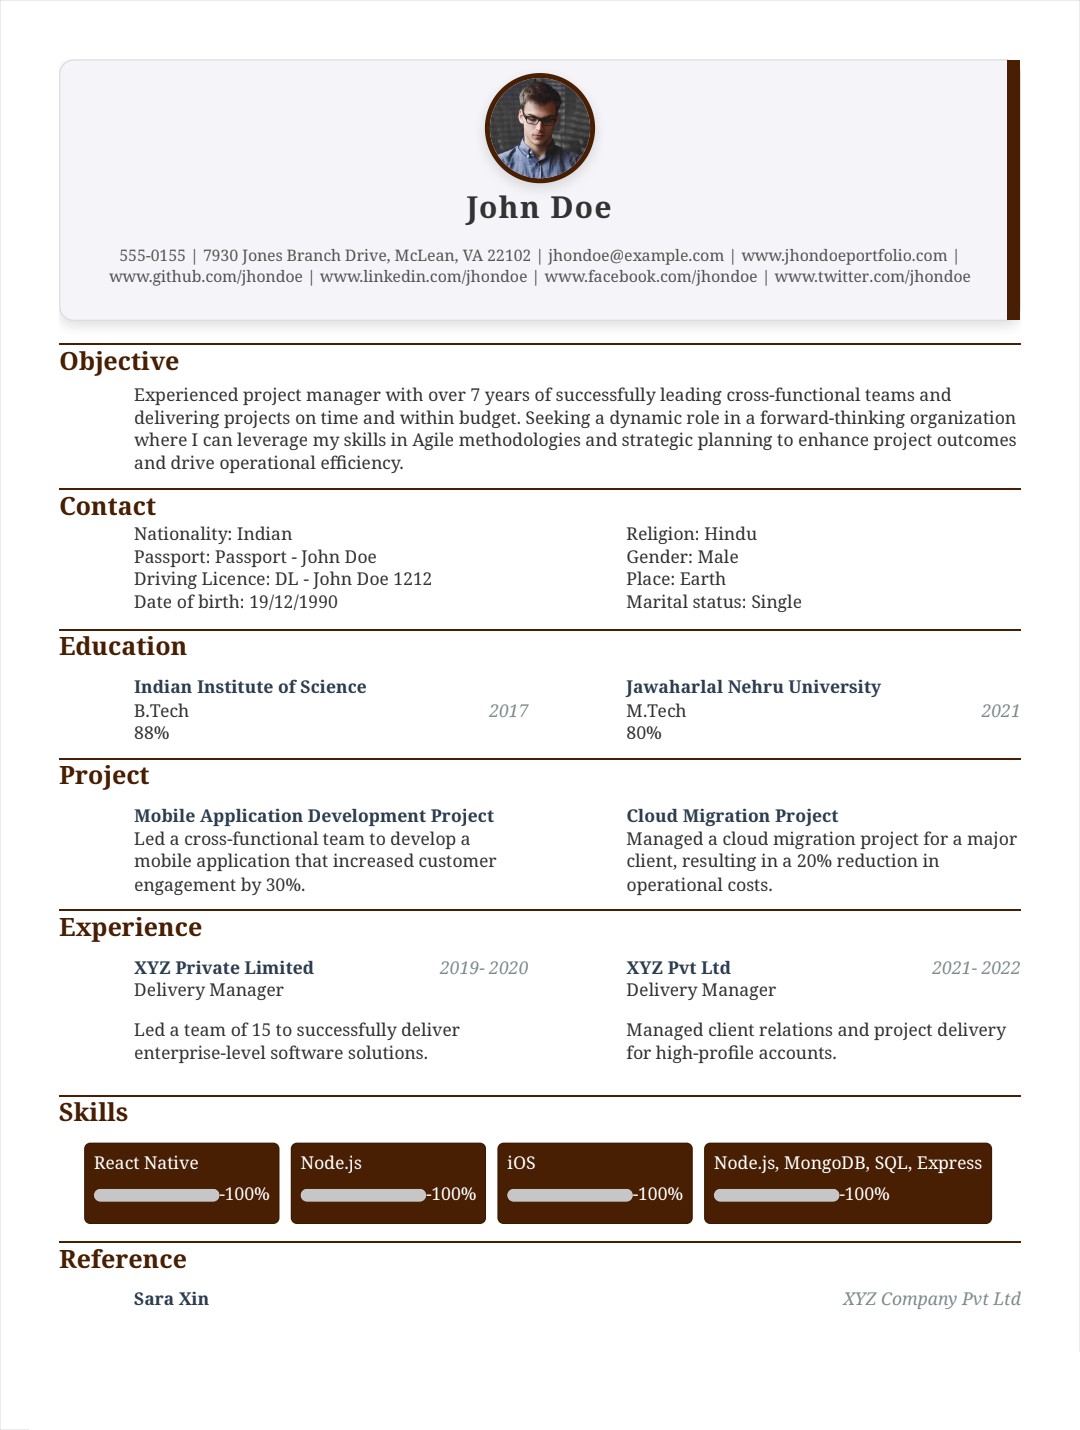 John Doe
555-0155 | 7930 Jones Branch Drive, McLean, VA 22102 | jhondoe@example.com | www.jhondoeportfolio.com |
www.github.com/jhondoe | www.linkedin.com/jhondoe | www.facebook.com/jhondoe | www.twitter.com/jhondoe
Objective
Experienced project manager with over 7 years of successfully leading cross-functional teams and
delivering projects on time and within budget. Seeking a dynamic role in a forward-thinking organization
where I can leverage my skills in Agile methodologies and strategic planning to enhance project outcomes
and drive operational efficiency.
Contact
Nationality: Indian
Passport: Passport - John Doe
Driving Licence: DL - John Doe 1212
Date of birth: 19/12/1990
Religion: Hindu
Gender: Male
Place: Earth
Marital status: Single
Education
Indian Institute of Science
B.Tech 2017
88%
Jawaharlal Nehru University
M.Tech 2021
80%
Project
Mobile Application Development Project
Led a cross-functional team to develop a
mobile application that increased customer
engagement by 30%.
Cloud Migration Project
Managed a cloud migration project for a major
client, resulting in a 20% reduction in
operational costs.
Experience
XYZ Private Limited 2019- 2020
Delivery Manager
Led a team of 15 to successfully deliver
enterprise-level software solutions.
XYZ Pvt Ltd 2021- 2022
Delivery Manager
Managed client relations and project delivery
for high-profile accounts.
Skills
React Native
-100%
Node.js
-100%
iOS
-100%
Node.js, MongoDB, SQL, Express
-100%
Reference
Sara Xin XYZ Company Pvt Ltd